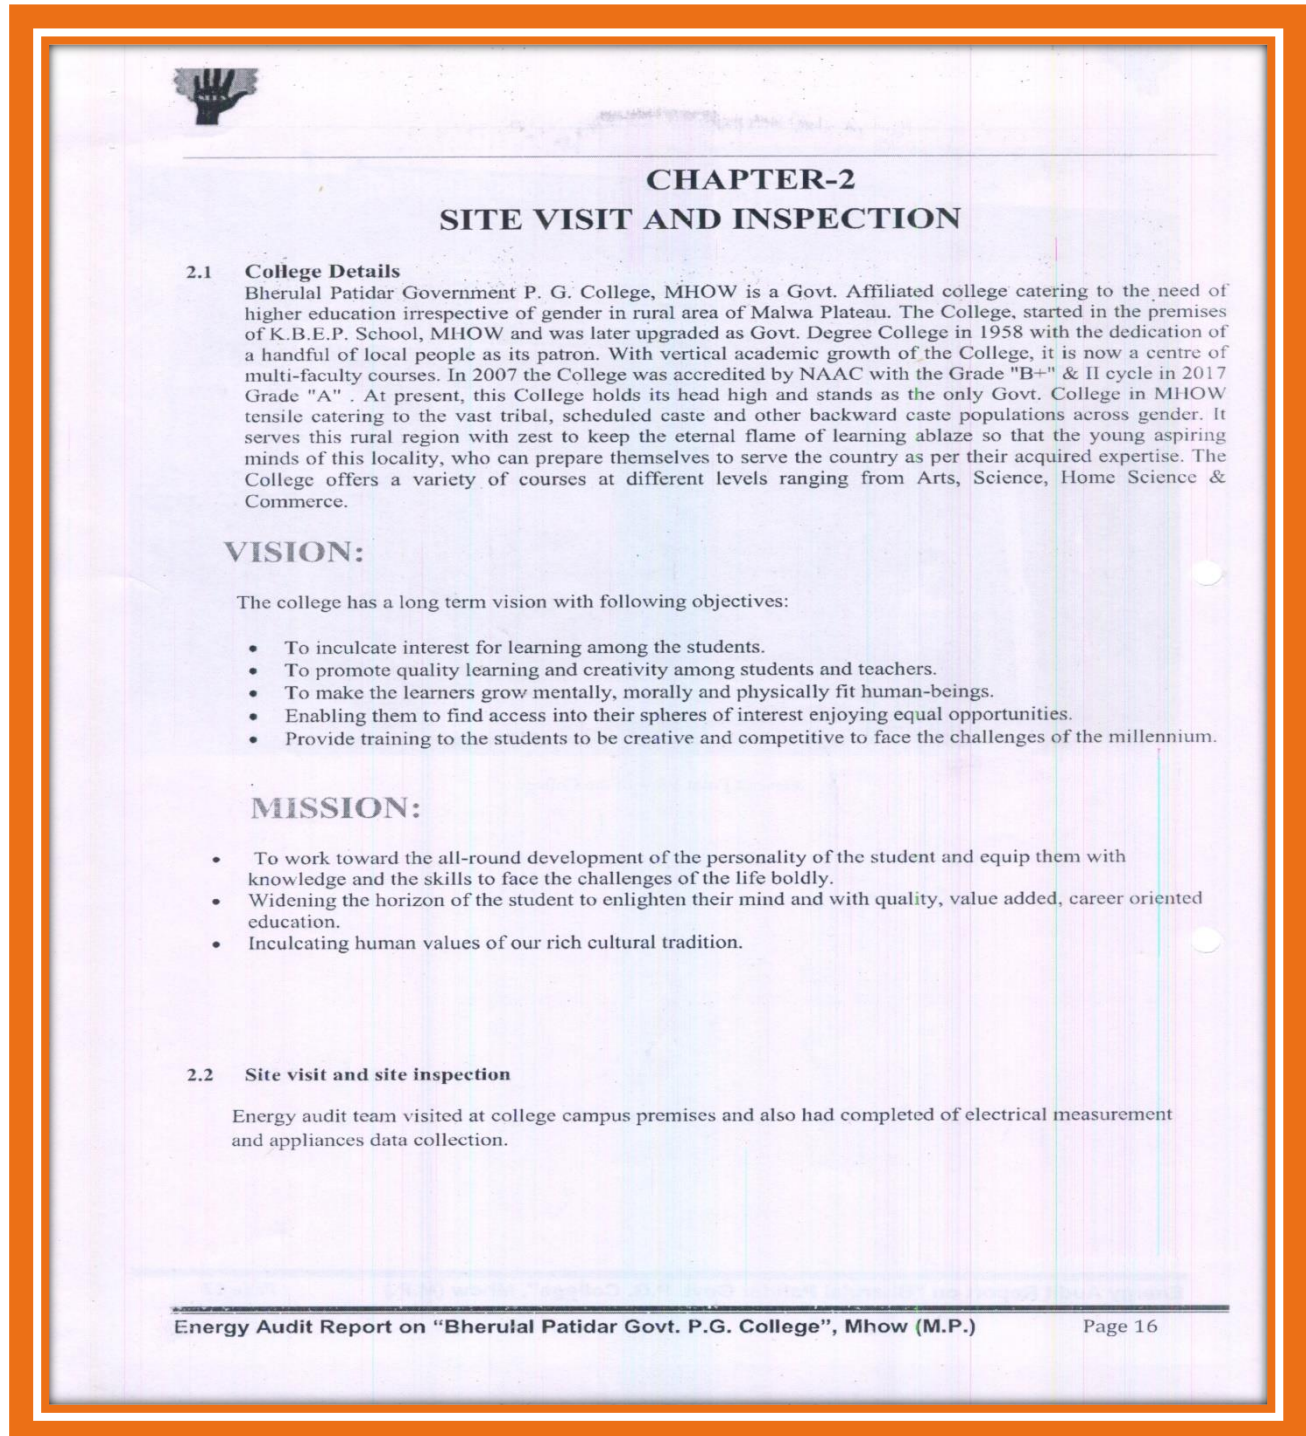 CHAPTER-2
SITE VISIT AND INSPECTION
2.1 College Details
Bherulal Patidar Government P. G. College, MHOW is a Govt. Affiliated college catering to the need of
higher education irrespective of gender in rural area of Malwa Plateau. The College, started in the premises
of K.B.E.P. School, MHOW and was later upgraded as Govt. Degree College in 1958 with the dedication of
a handful of local people as its patron. With vertical academic growth of the College, it is now a centre of
multi-faculty courses. In 2007 the College was accredited by NAAC with the Grade "B+" & II cycle in 2017
Grade "A" . At present, this College holds its head high and stands as the only Govt. College in MHOW
tensile catering to the vast tribal, scheduled caste and other backward caste populations across gender. It
serves this rural region with zest to keep the eternal flame of learning ablaze so that the young aspiring
minds of this locality, who can prepare themselves to serve the country as per their acquired expertise. The
College offers a variety of courses at different levels ranging from Arts, Science, Home Science &
Commerce.
VISION:
The college has a long term vision with following objectives:
• To inculcate interest for learning among the students.
• To promote quality learning and creativity among students and teachers.
• To make the learners grow mentally, morally and physically fit human-beings.
• Enabling them to find access into their spheres of interest enjoying equal opportunities.
• Provide training to the students to be creative and competitive to face the challenges of the millennium.
MISSION:
• To work toward the all-round development of the personality of the student and equip them with
knowledge and the skills to face the challenges of the life boldly.
• Widening the horizon of the student to enlighten their mind and with quality, value added, career oriented
education.
• Inculcating human values of our rich cultural tradition.
2.2 Site visit and site inspection
Energy audit team visited at college campus premises and also had completed of electrical measurement
and appliances data collection.
Energy Audit Report on “Bherulal Patidar Govt. P.G. College”, Mhow (M.P.) Page 16